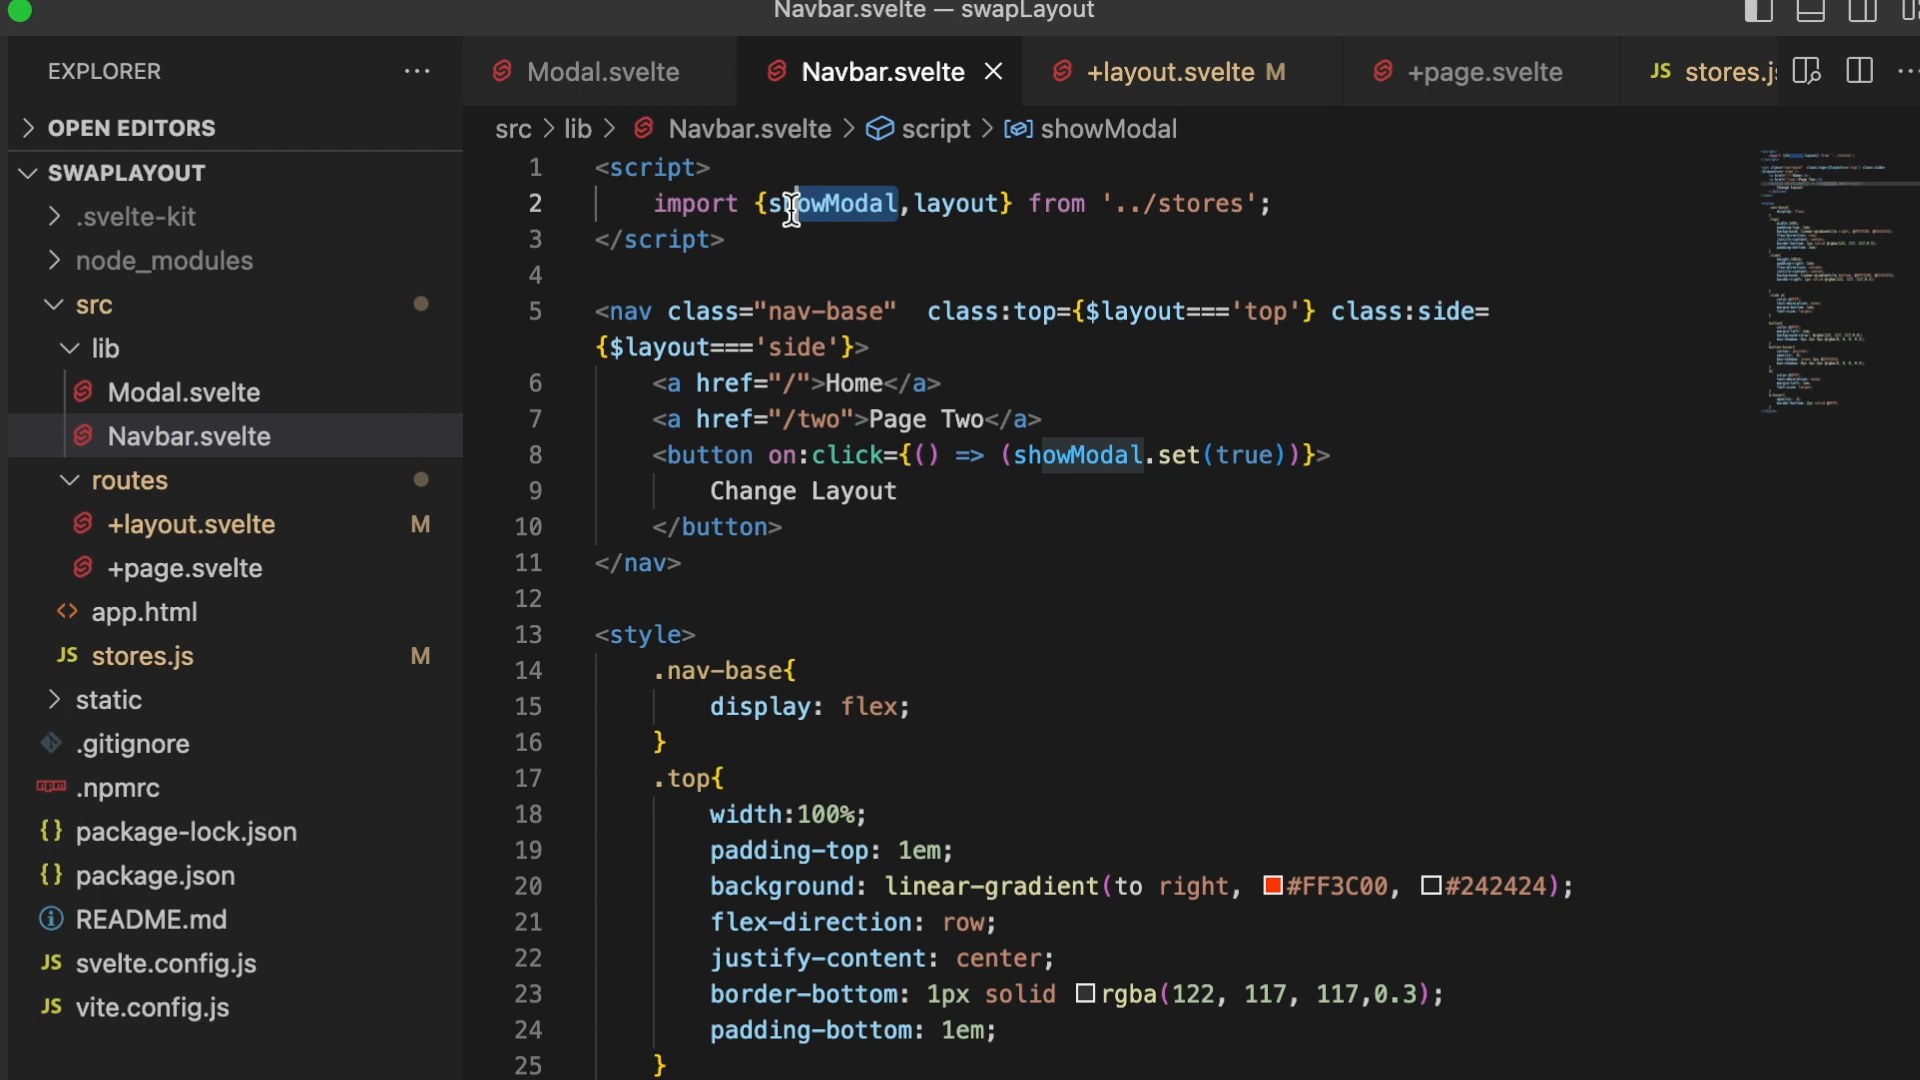 Navbar.svelte — swapLayout
EXPLORER
Modal.svelte
Navbar.svelte
+layout.svelte M
+page.svelte
JS stores.j
OPEN EDITORS
SWAPLAYOUT
.svelte-kit
node_modules
src
lib
Modal.svelte
Navbar.svelte
routes
+layout.svelte M
+page.svelte
app.html
JS stores.js M
static
.gitignore
npm .npmrc
{} package-lock.json
{} package.json
README.md
JS svelte.config.js
JS vite.config.js
src > lib > Navbar.svelte > script > showModal
1 <script>
2 import {showModal,layout} from '../stores';
3 </script>
4
5 <nav class="nav-base"  class:top={$layout==='top'} class:side=
{$layout==='side'}>
6 <a href="/">Home</a>
7 <a href="/two">Page Two</a>
8 <button on:click={() => (showModal.set(true))}>
9 Change Layout
10 </button>
11 </nav>
12
13 <style>
14 .nav-base{
15 display: flex;
16 }
17 .top{
18 width:100%;
19 padding-top: 1em;
20 background: linear-gradient(to right, #FF3C00, #242424);
21 flex-direction: row;
22 justify-content: center;
23 border-bottom: 1px solid rgba(122, 117, 117,0.3);
24 padding-bottom: 1em;
25 }